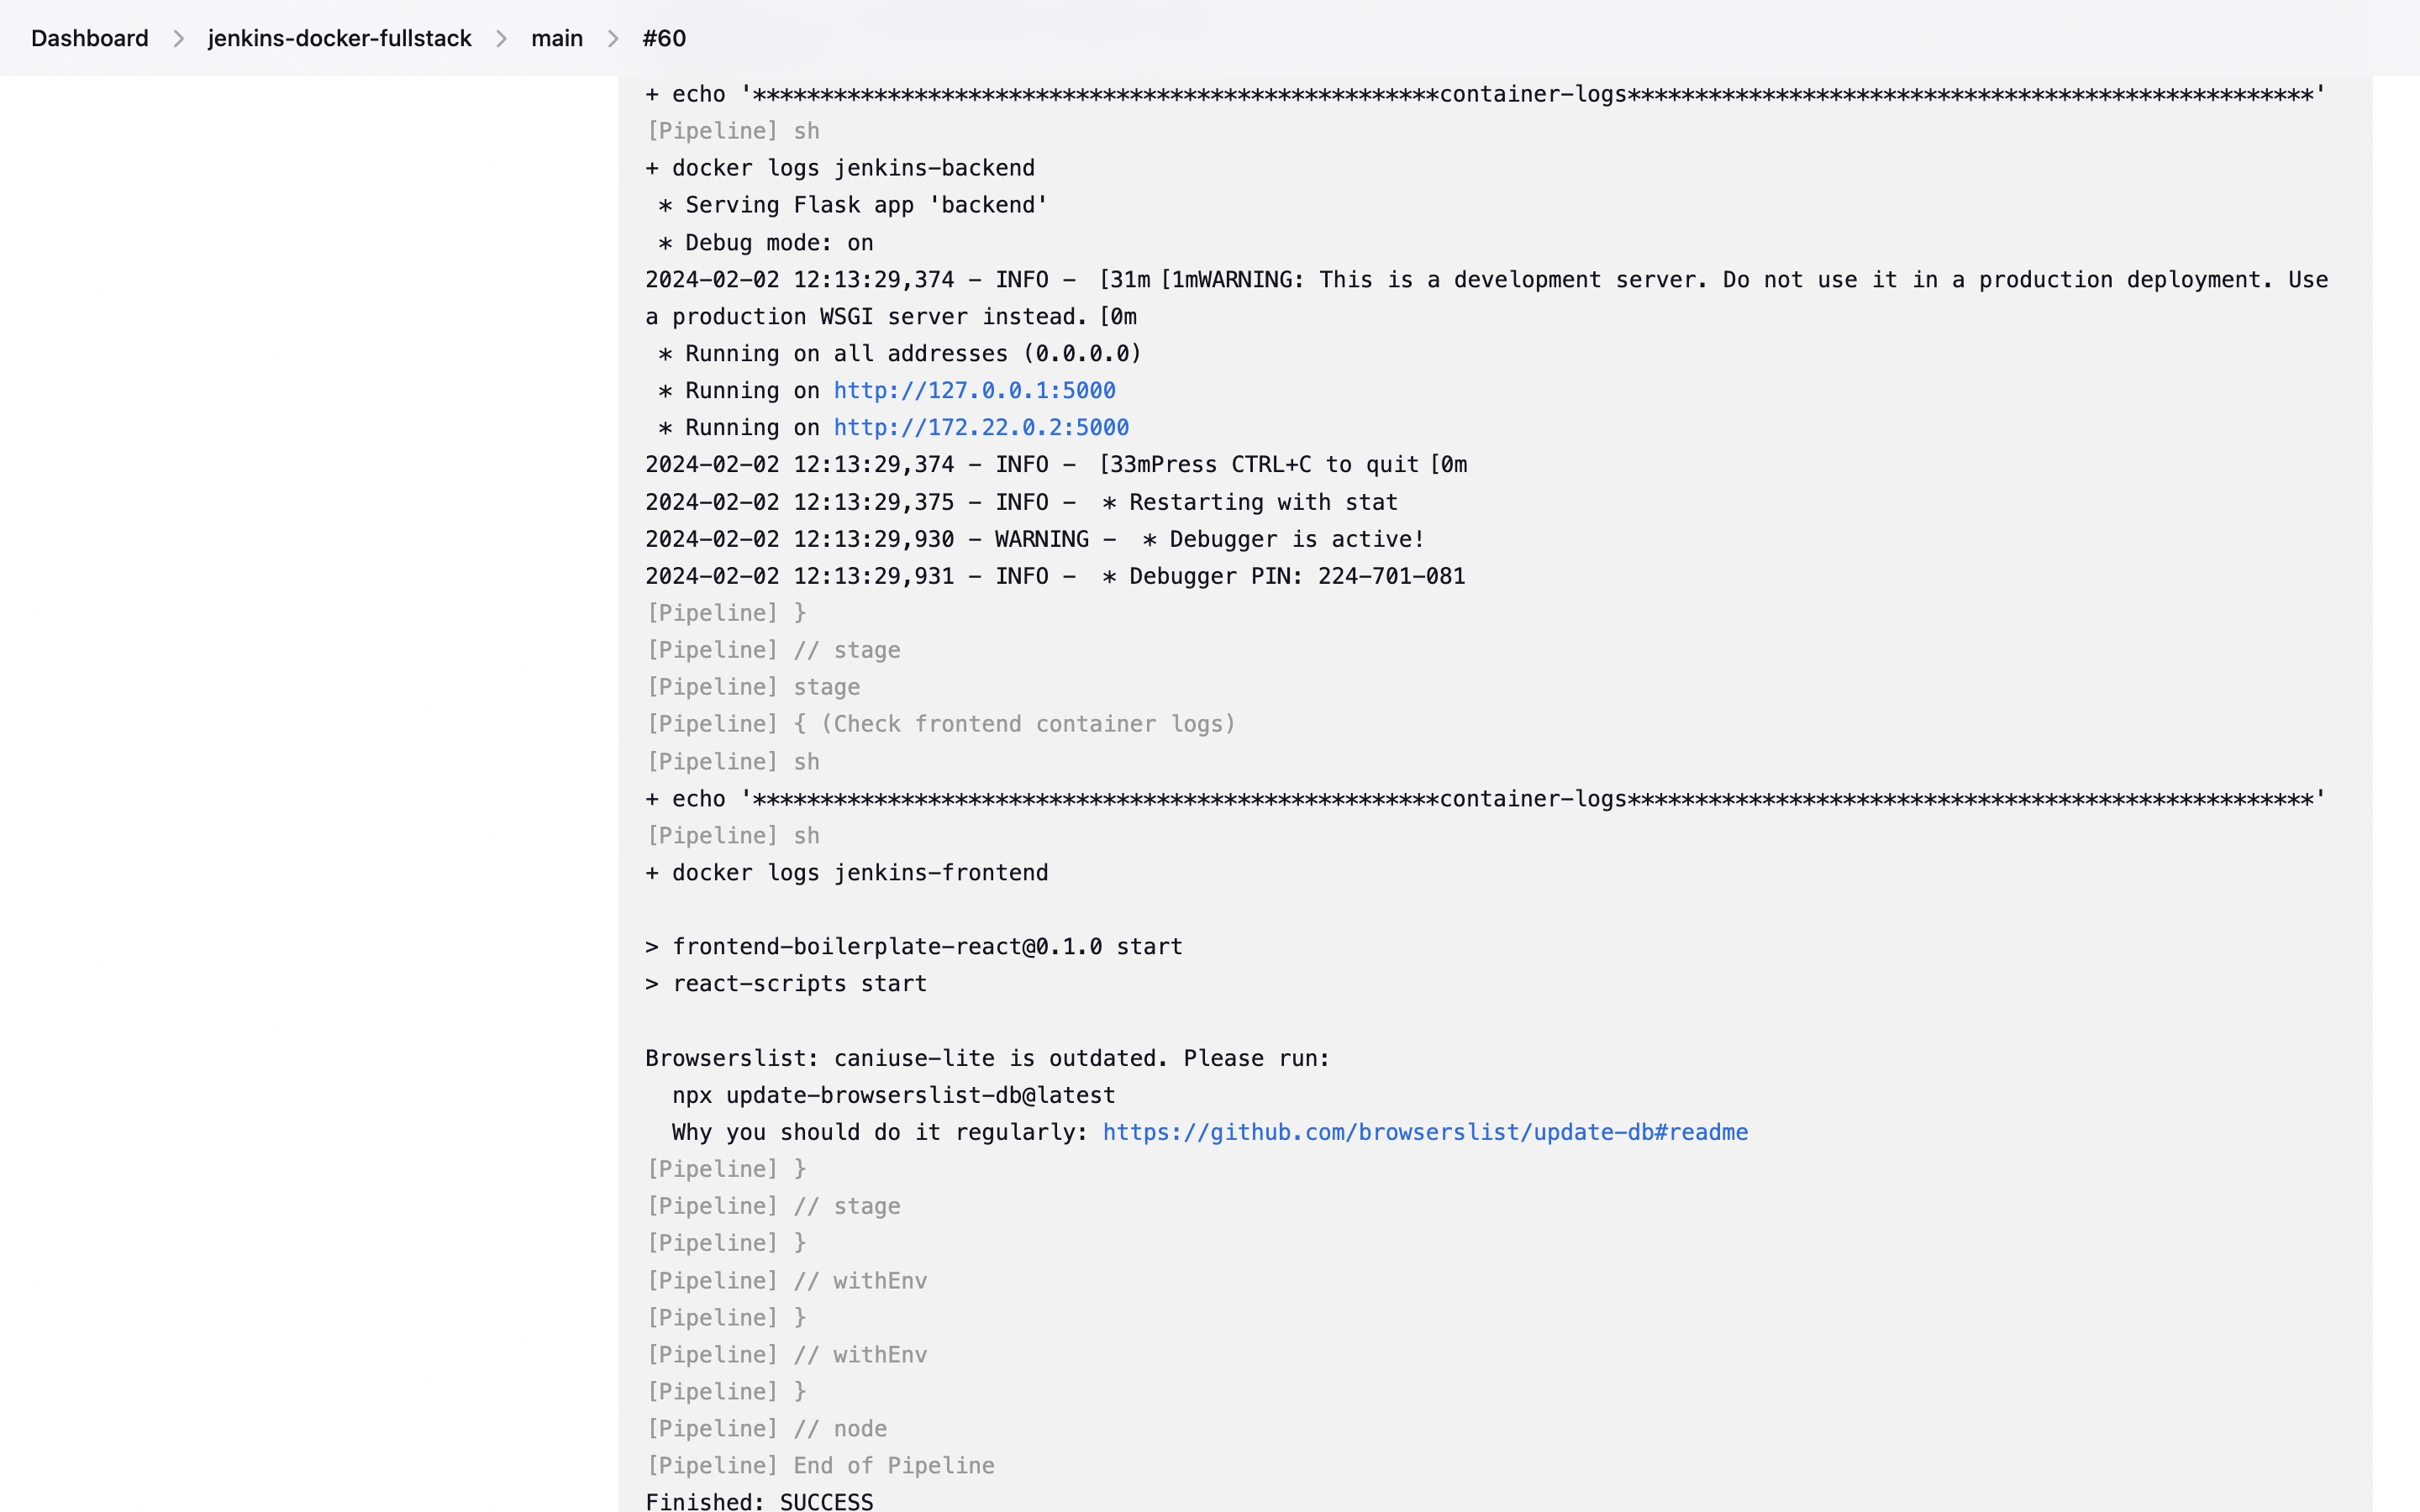 Dashboard > jenkins-docker-fullstack > main > #60
+ echo '***************************************************container-logs***************************************************'
[Pipeline] sh
+ docker logs jenkins-backend
 * Serving Flask app 'backend'
 * Debug mode: on
2024-02-02 12:13:29,374 - INFO - [31m[1mWARNING: This is a development server. Do not use it in a production deployment. Use
a production WSGI server instead.[0m
 * Running on all addresses (0.0.0.0)
 * Running on http://127.0.0.1:5000
 * Running on http://172.22.0.2:5000
2024-02-02 12:13:29,374 - INFO - [33mPress CTRL+C to quit[0m
2024-02-02 12:13:29,375 - INFO -  * Restarting with stat
2024-02-02 12:13:29,930 - WARNING -  * Debugger is active!
2024-02-02 12:13:29,931 - INFO -  * Debugger PIN: 224-701-081
[Pipeline] }
[Pipeline] // stage
[Pipeline] stage
[Pipeline] { (Check frontend container logs)
[Pipeline] sh
+ echo '***************************************************container-logs***************************************************'
[Pipeline] sh
+ docker logs jenkins-frontend
> frontend-boilerplate-react@0.1.0 start
> react-scripts start
Browserslist: caniuse-lite is outdated. Please run:
  npx update-browserslist-db@latest
  Why you should do it regularly: https://github.com/browserslist/update-db#readme
[Pipeline] }
[Pipeline] // stage
[Pipeline] }
[Pipeline] // withEnv
[Pipeline] }
[Pipeline] // withEnv
[Pipeline] }
[Pipeline] // node
[Pipeline] End of Pipeline
Finished: SUCCESS